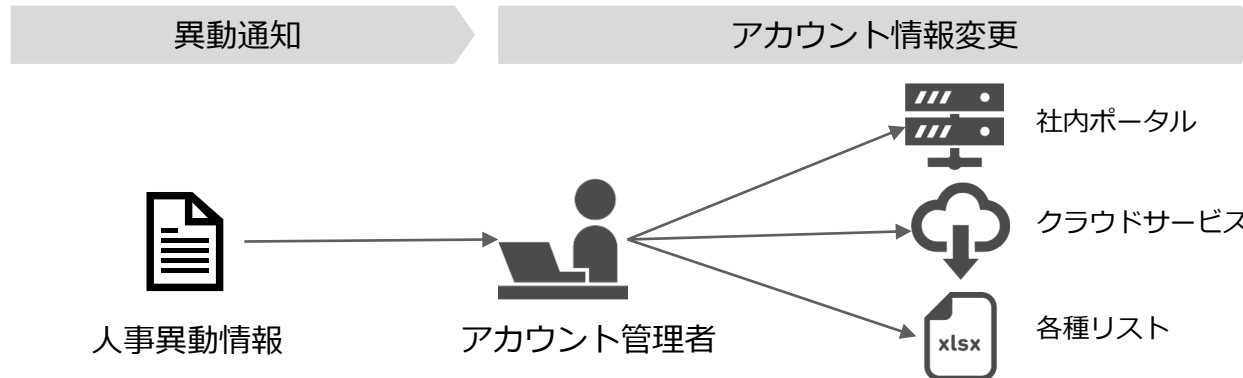 異動通知
アカウント情報変更
社内ポータル
クラウドサービス
人事異動情報
アカウント管理者
xlsx
各種リスト